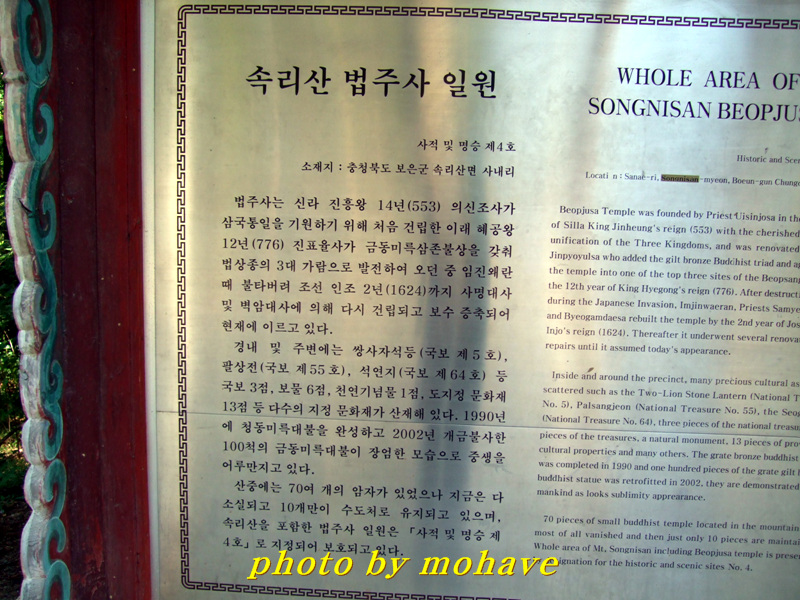 속리산 법주사 일원
사적 및 명승 제4호
소재지 : 충청북도 보은군 속리산면 사내리
법주사는 신라 진흥왕 14년(553) 의신조사가
삼국통일을 기원하기 위해 처음 건립한 이래 혜공왕
12년(776) 진표율사가 금동미륵삼존불상을 갖춰
법상종의 3대 가람으로 발전하여 오던 중 임진왜란
때 불타버려 조선 인조 2년(1624)까지 사명대사
및 벽암대사에 의해 다시 건립되고 보수 증축되어
현재에 이르고 있다.
경내 및 주변에는 쌍사자석등(국보 제5호),
팔상전(국보 제55호), 석연지(국보 제64호) 등
국보 3점, 보물 6점, 천연기념물 1점, 도지정 문화재
13점 등 다수의 지정 문화재가 산재해 있다. 1990년
에 청동미륵대불을 완성하고 2002년 개금불사한
100척의 금동미륵대불이 장엄한 모습으로 중생을
어루만지고 있다.
산중에는 70여 개의 암자가 있었으나 지금은 다
소실되고 10개만이 수도처로 유지되고 있으며,
속리산을 포함한 법주사 일원은 「사적 및 명승 제
4호」로 지정되어 보호되고 있다.
WHOLE AREA OF
SONGNISAN BEOPJUS
Historic and Scen
Locati n : Sanae-ri, Songnisan-myeon, Boeun-gun Chung
Beopjusa Temple was founded by Priest Uisinjosa in the
of Silla King Jinheung's reign (553) with the cherished
unification of the Three Kingdoms, and was renovated
Jinpyoyulsa who added the gilt bronze Buddhist triad and a
the temple into one of the top three sites of the Beopsang
the 12th year of King Hyegong's reign (776). After destructi
during the Japanese Invasion, Imjinwaeran, Priests Samye
and Byeogamdaesa rebuilt the temple by the 2nd year of Jos
Injo's reign (1624). Thereafter it underwent several renova
repairs until it assumed today's appearance.
Inside and around the precinct, many precious cultural as
scattered such as the Two-Lion Stone Lantern (National T
No. 5), Palsangjeon (National Treasure No. 55), the Seo
(National Treasure No. 64), three pieces of the national treasu
pieces of the treasures, a natural monument, 13 pieces of prov
cultural properties and many others. The grate bronze buddhist
was completed in 1990 and one hundred pieces of the grate gilt
buddhist statue was retrofitted in 2002, they are demonstrated
mankind as looks sublimity appearance.
70 pieces of small buddhist temple located in the mountain
most of all vanished and then just only 10 pieces are maintai
Whole area of Mt, Songnisan including Beopjusa temple is prese
ignation for the historic and scenic sites No. 4.
photo by mohave